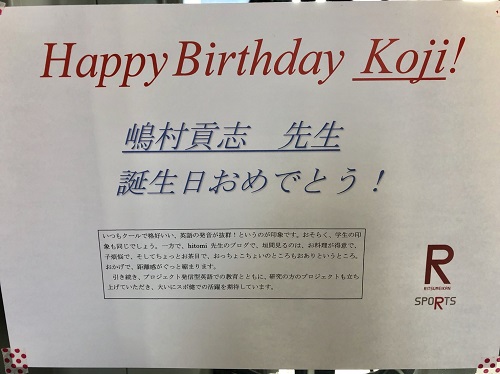 Happy Birthday Koji!
嶋村貢志　先生
誕生日おめでとう！
いつもクールで格好いい、英語の発音が抜群！というのが印象です。おそらく、学生の印
象も同じでしょう。一方で、hitomi 先生のブログで、垣間見るのは、お料理が得意で、
子煩悩で、そしてちょっとお茶目で、おっちょこちょいのところもおありというところ。
おかげで、距離感がぐっと縮まります。
　引き続き、プロジェクト発信型英語での教育とともに、研究の方のプロジェクトも立ち
上げていただき、大いにスポ健での活躍を期待しています。
R
RITSUMEIKAN
SPORTS